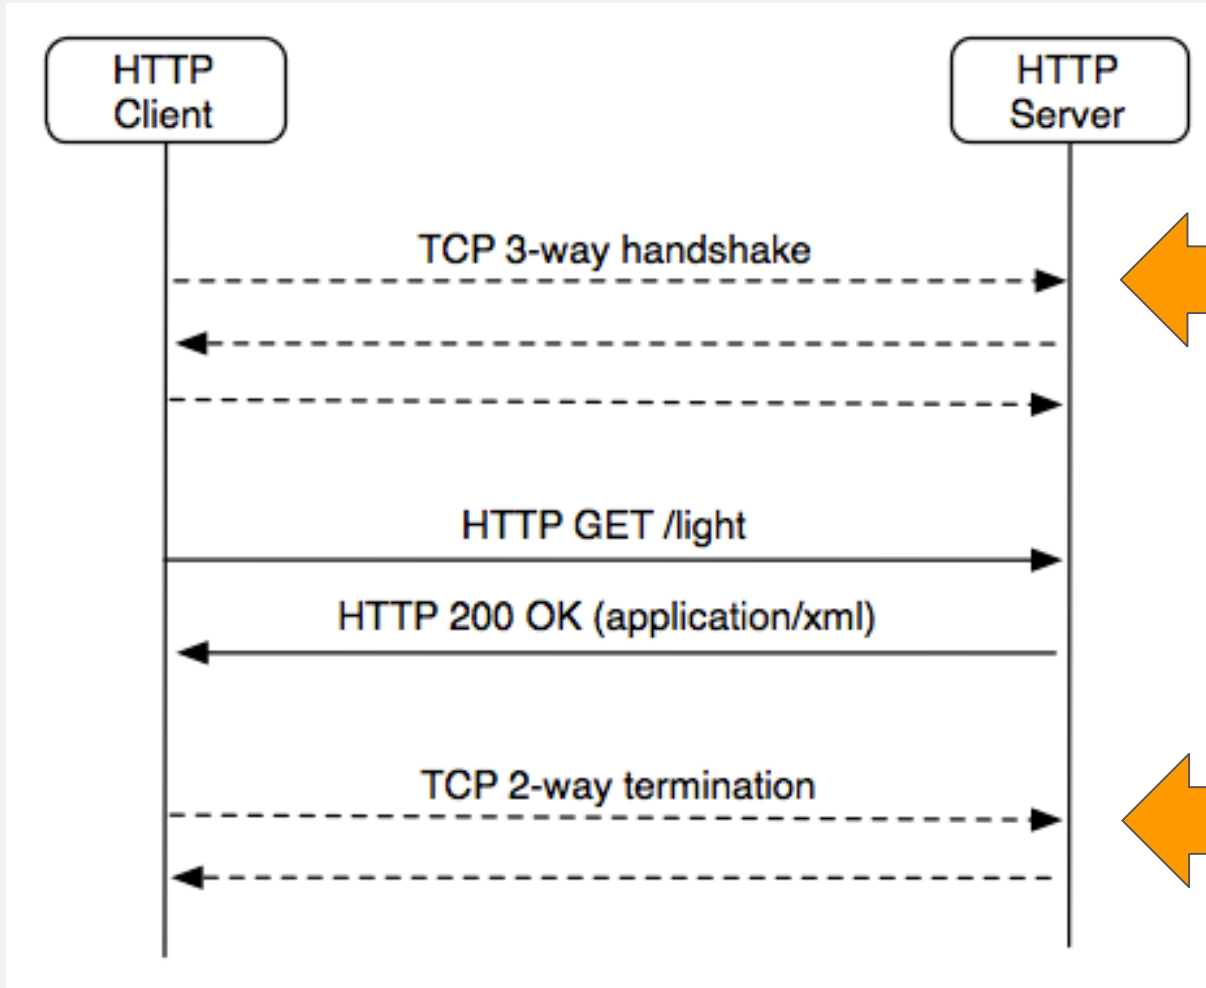 HTTP
Client
HTTP
Server
TCP 3-way handshake
HTTP GET /light
HTTP 200 OK (application/xml)
TCP 2-way termination